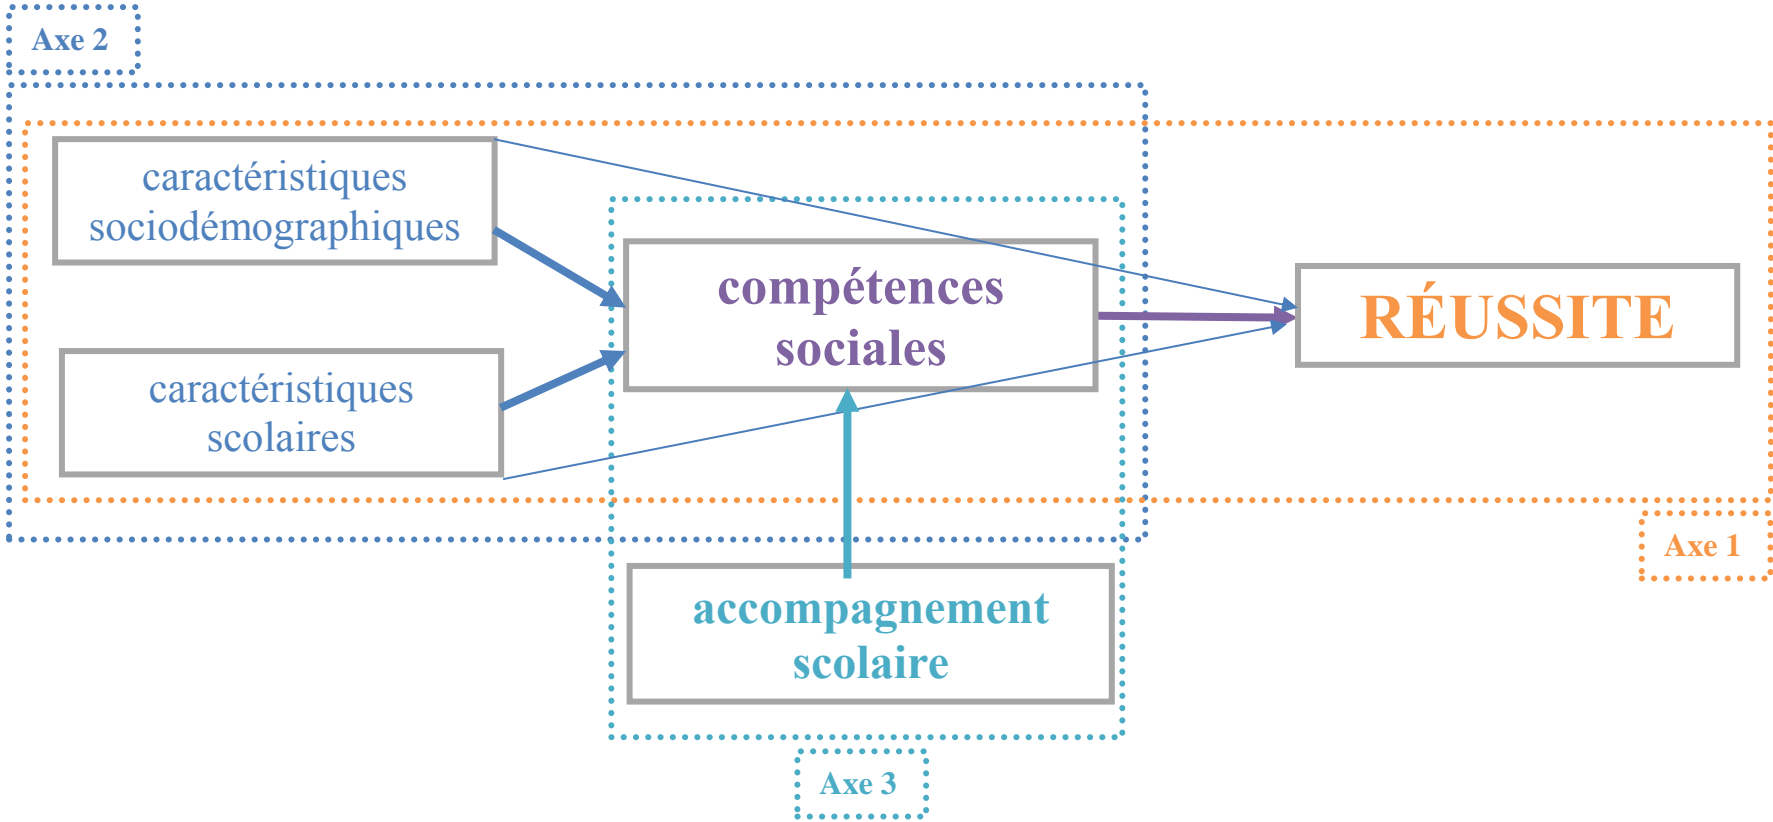 Axe 2
caractéristiques
sociodémographiques
compétences
sociales
RÉUSSITE
caractéristiques
scolaires
Axe 1
accompagnement
scolaire
Axe 3